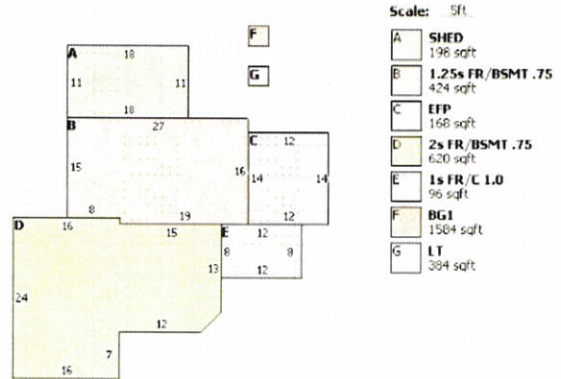 Scale: 5ft
A SHED
198 sqft
B 1.25s FR/BSMT .75
424 sqft
C EFP
168 sqft
D 2s FR/BSMT .75
620 sqft
E 1s FR/C 1.0
96 sqft
F BG1
1584 sqft
G LT
384 sqft
F
G
A 18
11 11
18
B 27
15 16
8 19
C 12
14 14
12
D 16 15
24 13
12
7
16
E 12
8 8
12